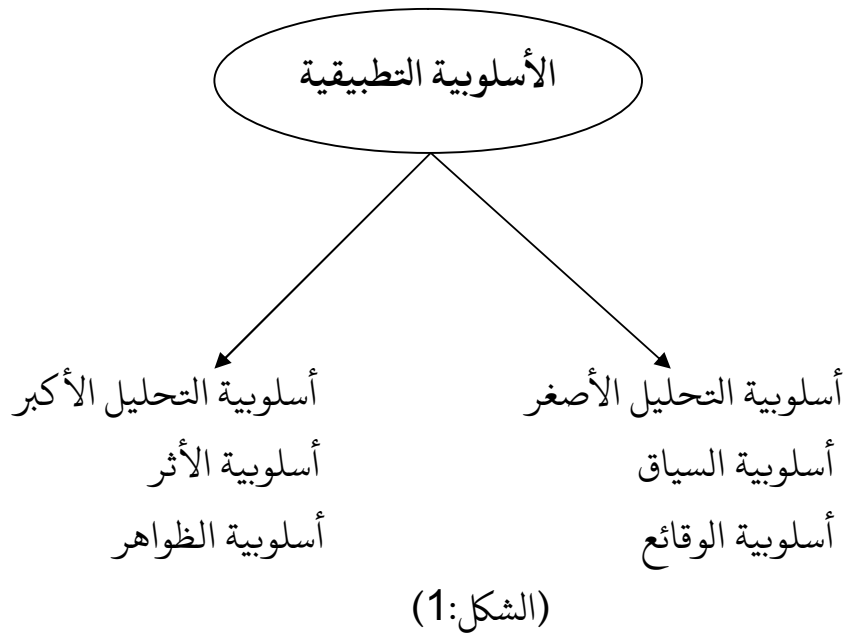 الأسلوبية التطبيقية
أسلوبية التحليل الأصغر
أسلوبية التحليل الأكبر
أسلوبية السياق
أسلوبية الأثر
أسلوبية الوقائع
أسلوبية الظواهر
(الشكل:1)